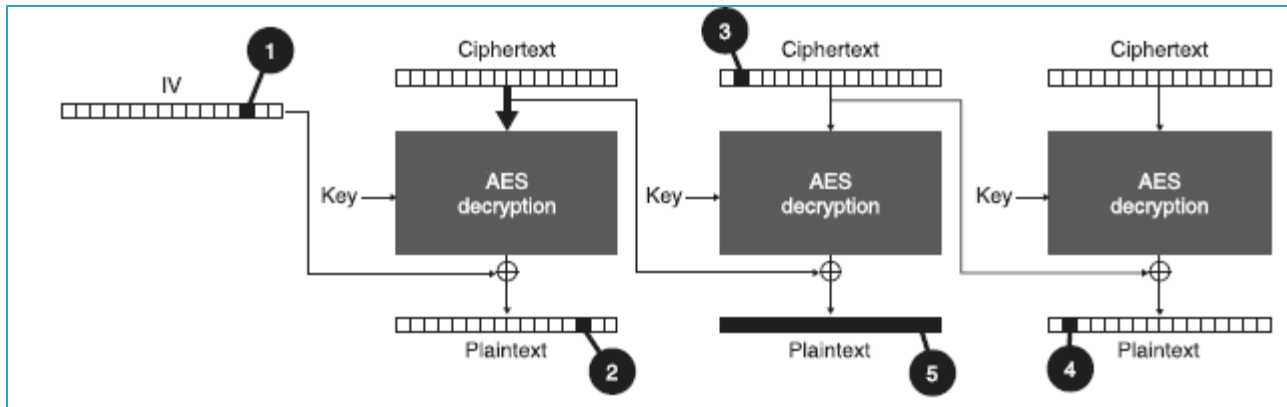 1
3
Ciphertext
Ciphertext
Ciphertext
IV
Key
AES
decryption
Key
AES
decryption
Key
AES
decryption
Plaintext
2
Plaintext
5
4
Plaintext